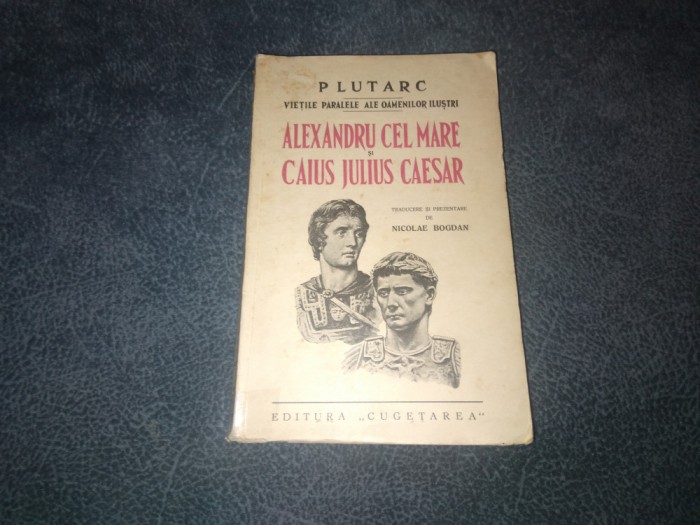 PLUTARC
VIEȚILE PARALELE ALE OAMENILOR ILUȘTRI
ALEXANDRU CEL MARE
ȘI
CAIUS JULIUS CAESAR
TRADUCERE SI PREZENTARE
DE
NICOLAE BOGDAN
EDITURA „CUGETAREA"